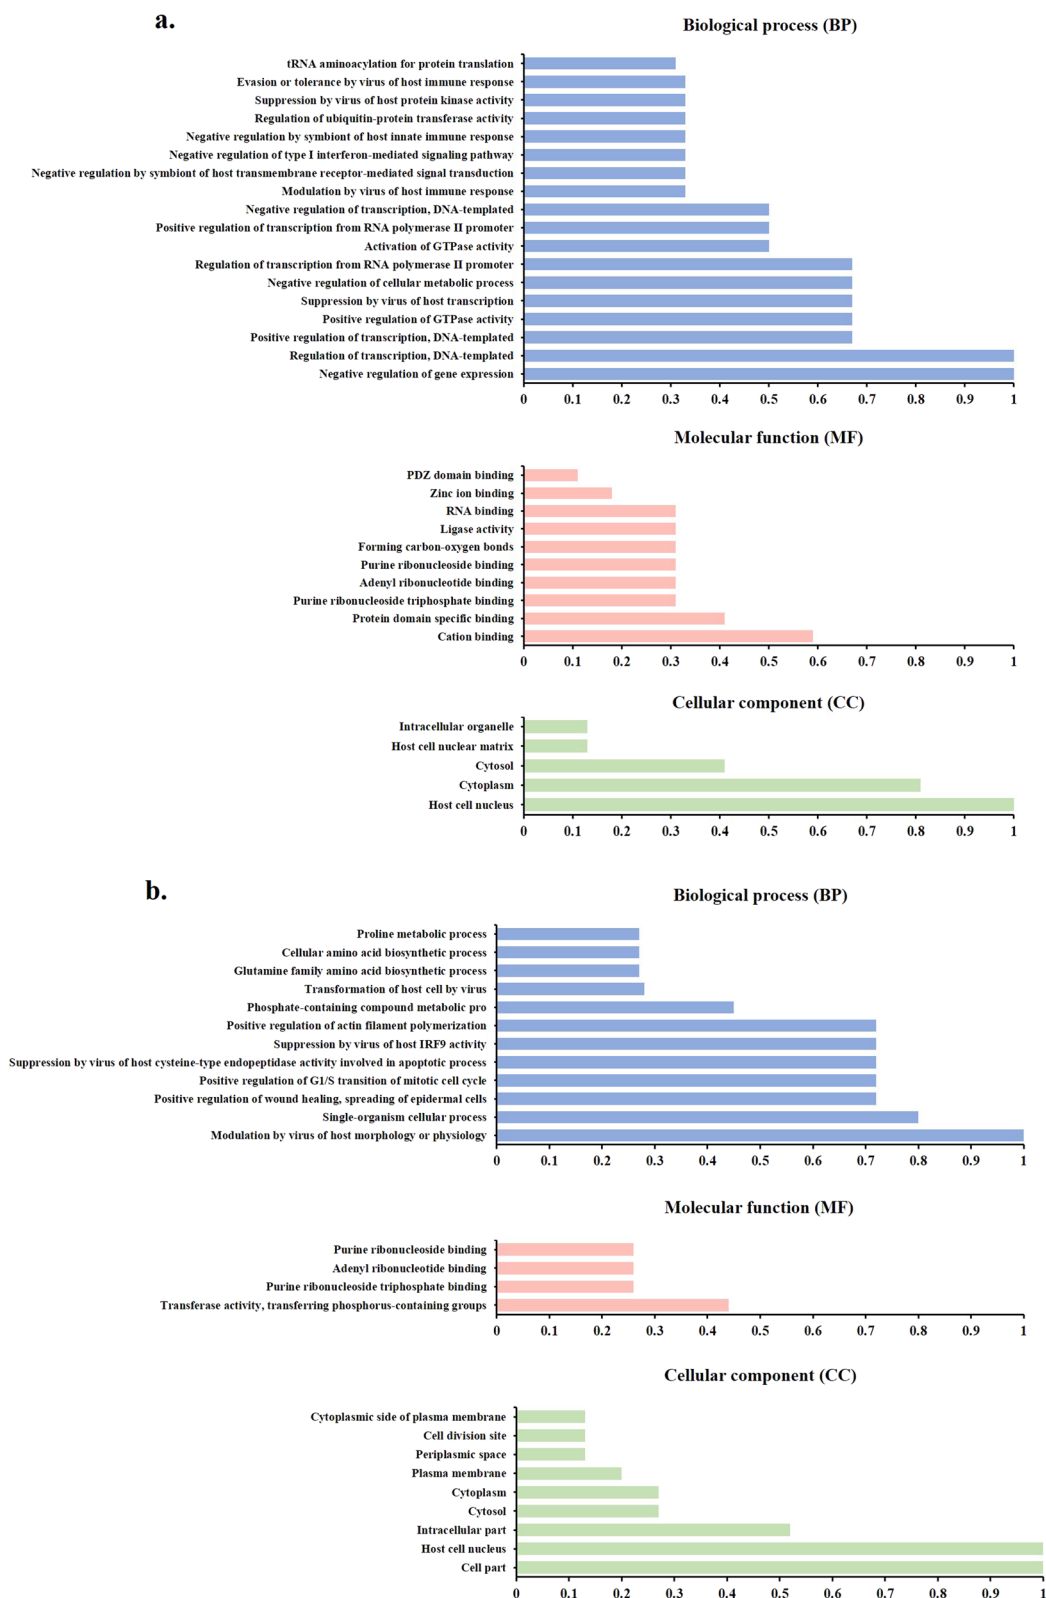 a.
Biological process (BP)
tRNA aminoacylation for protein translation
Evasion or tolerance by virus of host immune response
Suppression by virus of host protein kinase activity
Regulation of ubiquitin-protein transferase activity
Negative regulation by symbiont of host innate immune response
Negative regulation of type I interferon-mediated signaling pathway
Negative regulation by symbiont of host transmembrane receptor-mediated signal transduction
Modulation by virus of host immune response
Negative regulation of transcription, DNA-templated
Positive regulation of transcription from RNA polymerase II promoter
Activation of GTPase activity
Regulation of transcription from RNA polymerase II promoter
Negative regulation of cellular metabolic process
Suppression by virus of host transcription
Positive regulation of GTPase activity
Positive regulation of transcription, DNA-templated
Regulation of transcription, DNA-templated
Negative regulation of gene expression
0 0.1 0.2 0.3 0.4 0.5 0.6 0.7 0.8 0.9 1
Molecular function (MF)
PDZ domain binding
Zinc ion binding
RNA binding
Ligase activity
Forming carbon-oxygen bonds
Purine ribonucleoside binding
Adenyl ribonucleotide binding
Purine ribonucleoside triphosphate binding
Protein domain specific binding
Cation binding
0 0.1 0.2 0.3 0.4 0.5 0.6 0.7 0.8 0.9 1
Cellular component (CC)
Intracellular organelle
Host cell nuclear matrix
Cytosol
Cytoplasm
Host cell nucleus
0 0.1 0.2 0.3 0.4 0.5 0.6 0.7 0.8 0.9 1
b.
Biological process (BP)
Proline metabolic process
Cellular amino acid biosynthetic process
Glutamine family amino acid biosynthetic process
Transformation of host cell by virus
Phosphate-containing compound metabolic pro
Positive regulation of actin filament polymerization
Suppression by virus of host IRF9 activity
Suppression by virus of host cysteine-type endopeptidase activity involved in apoptotic process
Positive regulation of G1/S transition of mitotic cell cycle
Positive regulation of wound healing, spreading of epidermal cells
Single-organism cellular process
Modulation by virus of host morphology or physiology
0 0.1 0.2 0.3 0.4 0.5 0.6 0.7 0.8 0.9 1
Molecular function (MF)
Purine ribonucleoside binding
Adenyl ribonucleotide binding
Purine ribonucleoside triphosphate binding
Transferase activity, transferring phosphorus-containing groups
0 0.1 0.2 0.3 0.4 0.5 0.6 0.7 0.8 0.9 1
Cellular component (CC)
Cytoplasmic side of plasma membrane
Cell division site
Periplasmic space
Plasma membrane
Cytoplasm
Cytosol
Intracellular part
Host cell nucleus
Cell part
0 0.1 0.2 0.3 0.4 0.5 0.6 0.7 0.8 0.9 1